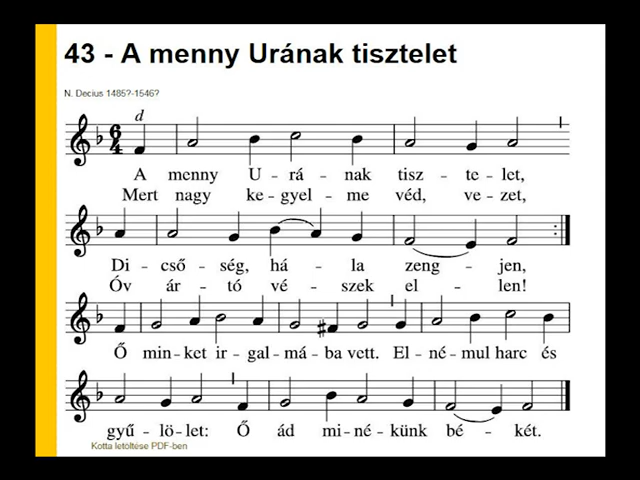 43 - A menny Urának tisztelet
N. Decius 1485?-1546?
d
6
4
A menny U - rá - nak tisz - te - let,
Mert nagy ke - gyel - me véd, ve - zet,
Di - cső - ség, há - la zeng - jen,
Óv ár - tó vé - szek el - len!
Ő min - ket ir - gal - má - ba vett. El - né - mul harc és
gyű - lö - let: Ő ád mi - né - künk bé - két.
Kotta letöltése PDF-ben